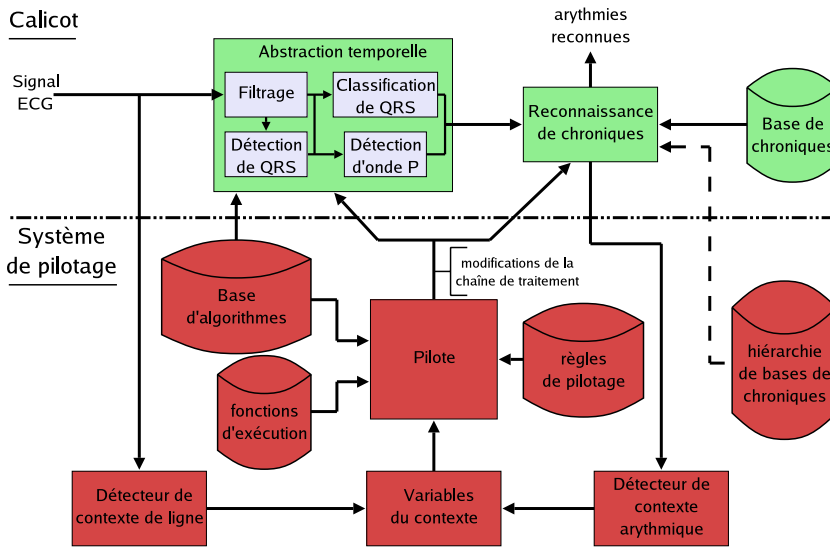 Calicot
Signal
ECG
Abstraction temporelle
Filtrage
Classification
de QRS
Détection
de QRS
Détection
d'onde P
arythmies
reconnues
Reconnaissance
de chroniques
Base de
chroniques
Système
de pilotage
Base
d'algorithmes
modifications de la
chaîne de traitement
Pilote
règles
de pilotage
hiérarchie
de bases de
chroniques
fonctions
d'exécution
Détecteur de
contexte de ligne
Variables
du contexte
Détecteur de
contexte
arythmique